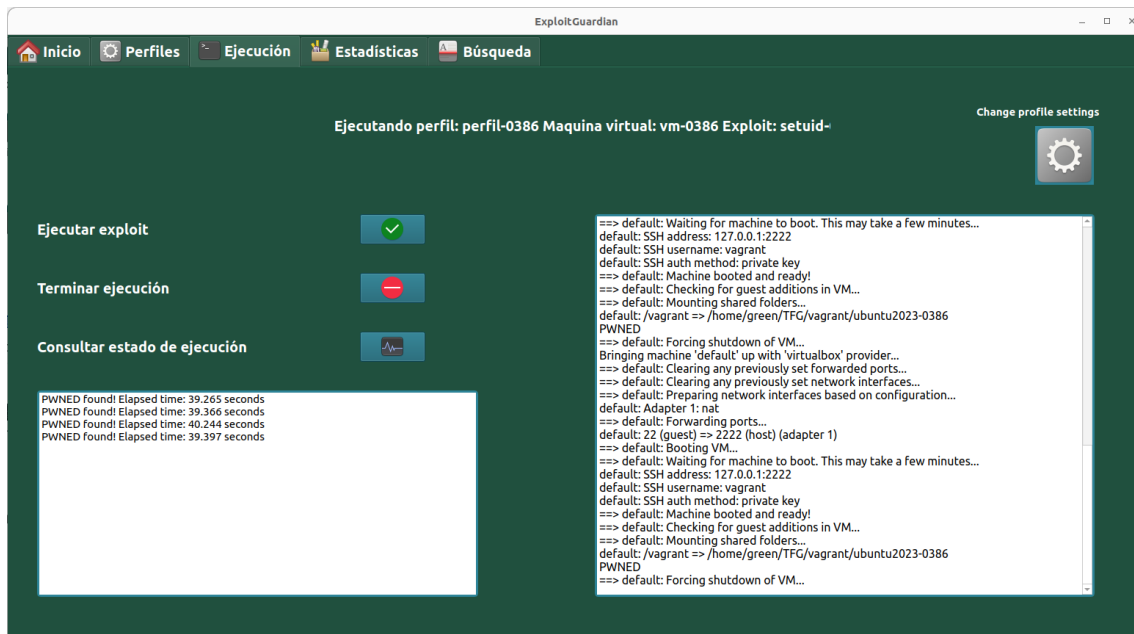 ExploitGuardian
Inicio Perfiles Ejecución Estadísticas Búsqueda
Change profile settings
Ejecutando perfil: perfil-0386 Maquina virtual: vm-0386 Exploit: setuid-
Ejecutar exploit
Terminar ejecución
Consultar estado de ejecución
PWNED found! Elapsed time: 39.265 seconds
PWNED found! Elapsed time: 39.366 seconds
PWNED found! Elapsed time: 40.244 seconds
PWNED found! Elapsed time: 39.397 seconds
==> default: Waiting for machine to boot. This may take a few minutes...
default: SSH address: 127.0.0.1:2222
default: SSH username: vagrant
default: SSH auth method: private key
==> default: Machine booted and ready!
==> default: Checking for guest additions in VM...
==> default: Mounting shared folders...
default: /vagrant => /home/green/TFG/vagrant/ubuntu2023-0386
PWNED
==> default: Forcing shutdown of VM...
Bringing machine 'default' up with 'virtualbox' provider...
==> default: Clearing any previously set forwarded ports...
==> default: Clearing any previously set network interfaces...
==> default: Preparing network interfaces based on configuration...
default: Adapter 1: nat
==> default: Forwarding ports...
default: 22 (guest) => 2222 (host) (adapter 1)
==> default: Booting VM...
==> default: Waiting for machine to boot. This may take a few minutes...
default: SSH address: 127.0.0.1:2222
default: SSH username: vagrant
default: SSH auth method: private key
==> default: Machine booted and ready!
==> default: Checking for guest additions in VM...
==> default: Mounting shared folders...
default: /vagrant => /home/green/TFG/vagrant/ubuntu2023-0386
PWNED
==> default: Forcing shutdown of VM...